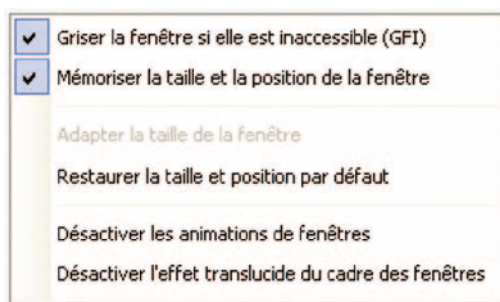 Griser la fenêtre si elle est inaccessible (GFI)
Mémoriser la taille et la position de la fenêtre
Adapter la taille de la fenêtre
Restaurer la taille et position par défaut
Désactiver les animations de fenêtres
Désactiver l'effet translucide du cadre des fenêtres